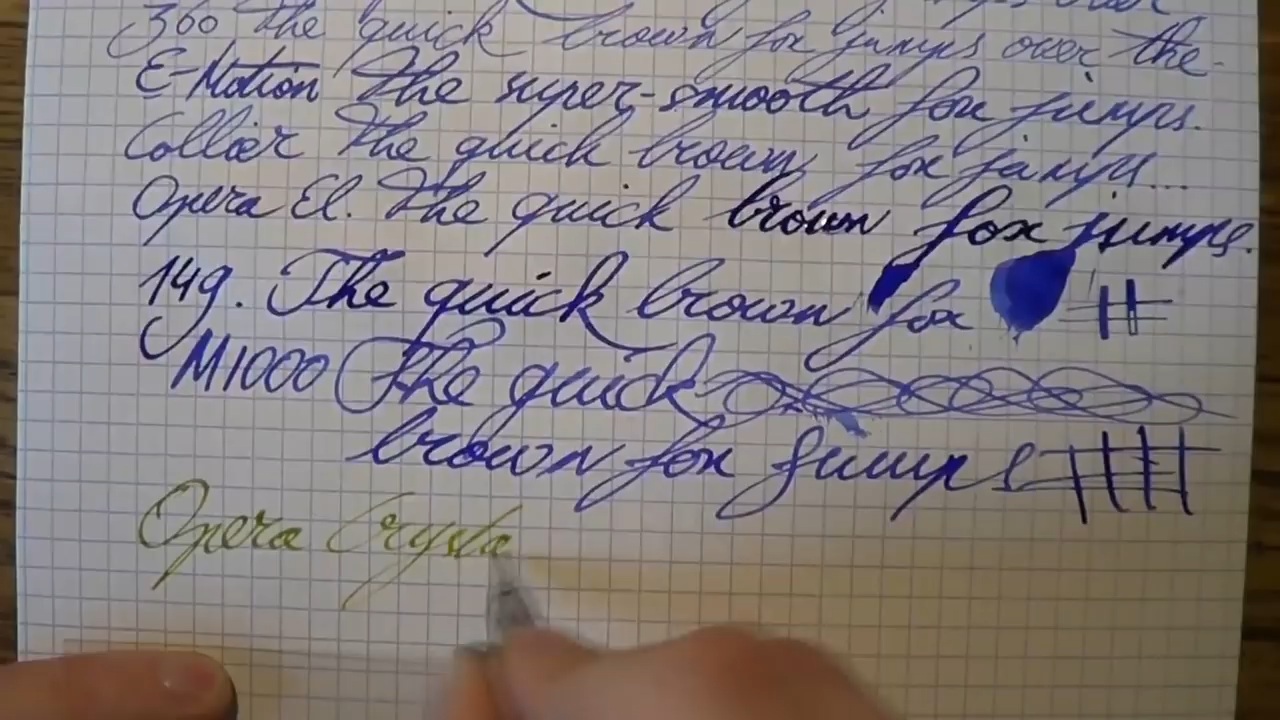 360 the quick brown fox jumps over the
E-Motion The super-smooth fox jumps.
Collier The quick brown fox jumps...
Opera El. The quick brown fox jumps.
149. The quick brown fox
M1000 The quick
brown fox jumps
Opera Crysta